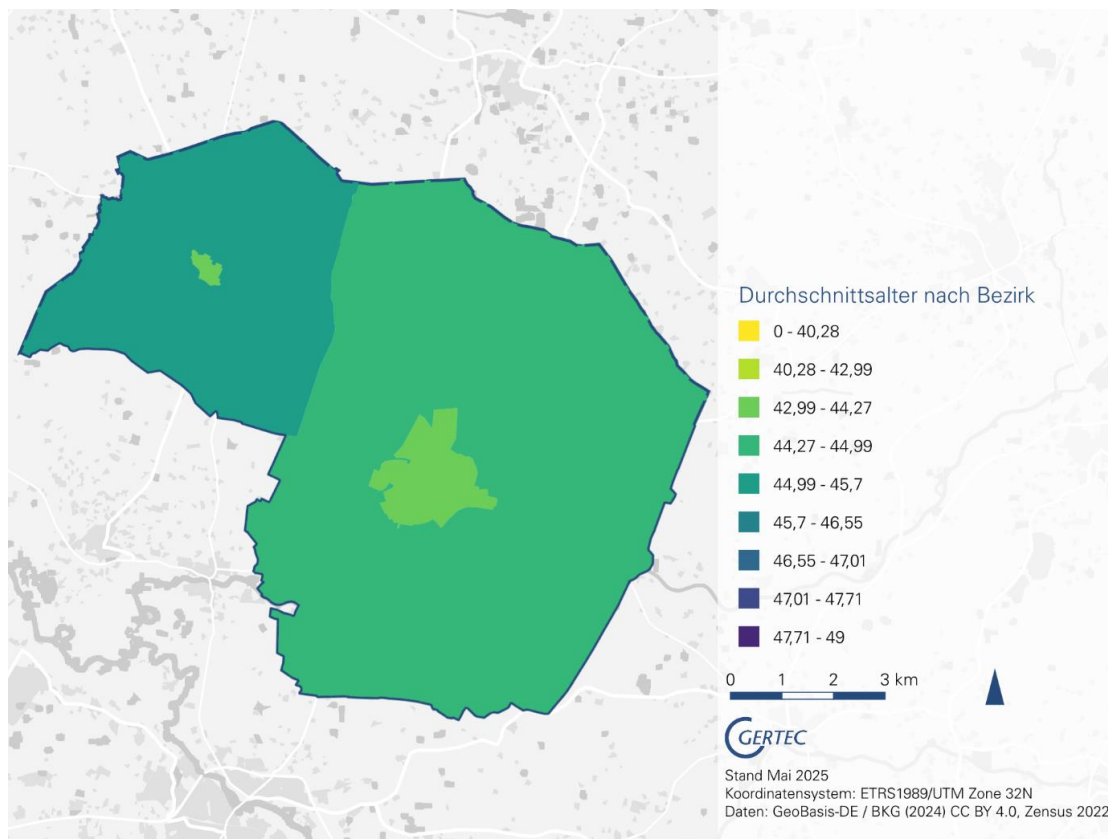 Durchschnittsalter nach Bezirk
0 - 40,28
40,28 - 42,99
42,99 - 44,27
44,27 - 44,99
44,99 - 45,7
45,7 - 46,55
46,55 - 47,01
47,01 - 47,71
47,71 - 49
0 1 2 3 km
GERTEC
Stand Mai 2025
Koordinatensystem: ETRS1989/UTM Zone 32N
Daten: GeoBasis-DE / BKG (2024) CC BY 4.0, Zensus 2022